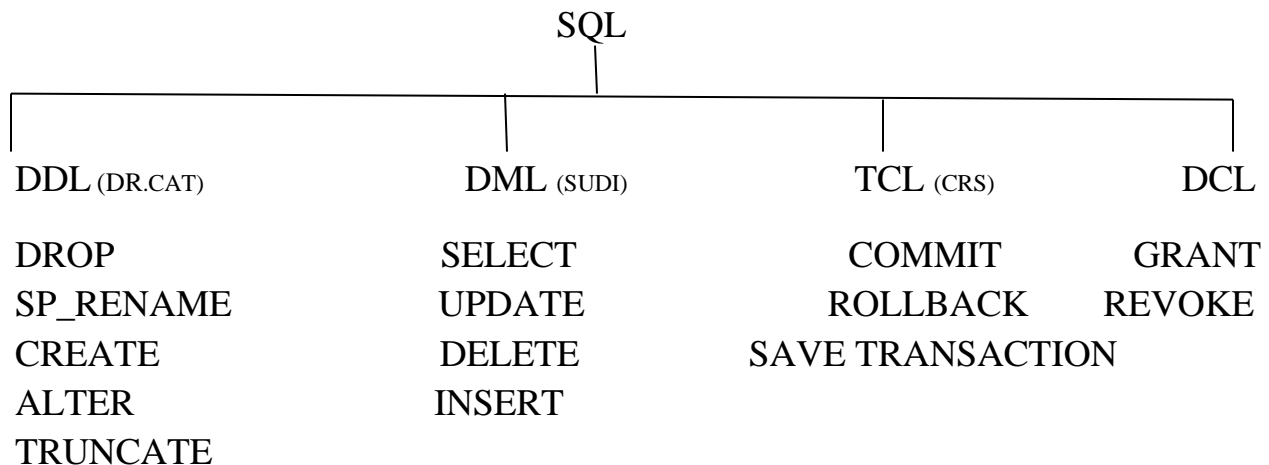 SQL
DDL (DR.CAT) DML (SUDI) TCL (CRS) DCL
DROP SELECT COMMIT GRANT
SP_RENAME UPDATE ROLLBACK REVOKE
CREATE DELETE SAVE TRANSACTION
ALTER INSERT
TRUNCATE